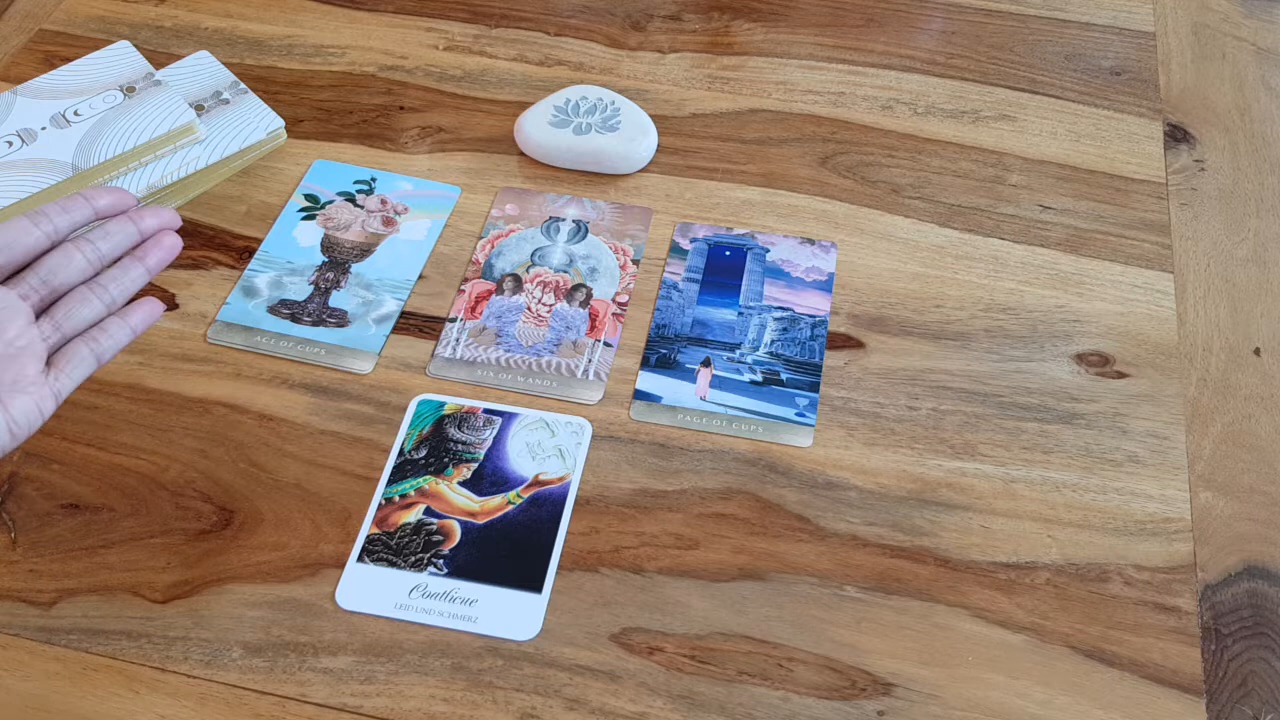 ACE OF CUPS
SIX OF WANDS
PAGE OF CUPS
Coatlicue
LEID UND SCHMERZ